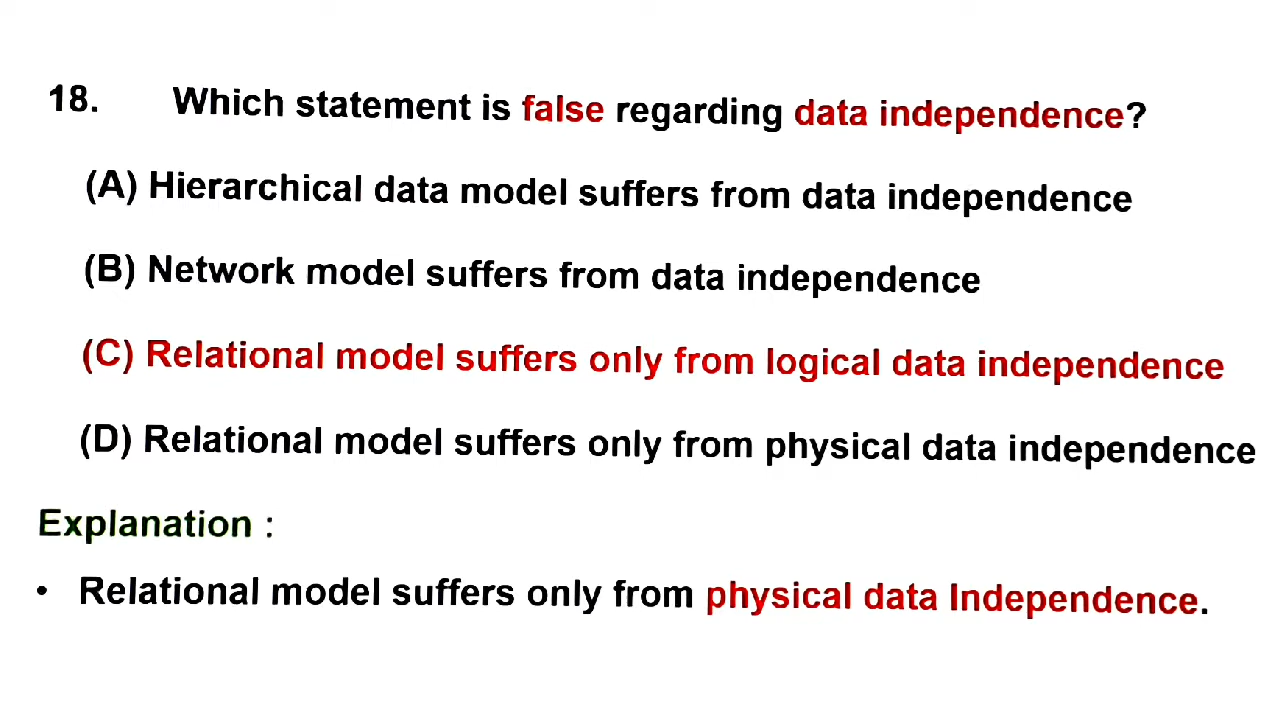 18. Which statement is false regarding data independence?
(A) Hierarchical data model suffers from data independence
(B) Network model suffers from data independence
(C) Relational model suffers only from logical data independence
(D) Relational model suffers only from physical data independence
Explanation :
• Relational model suffers only from physical data Independence.